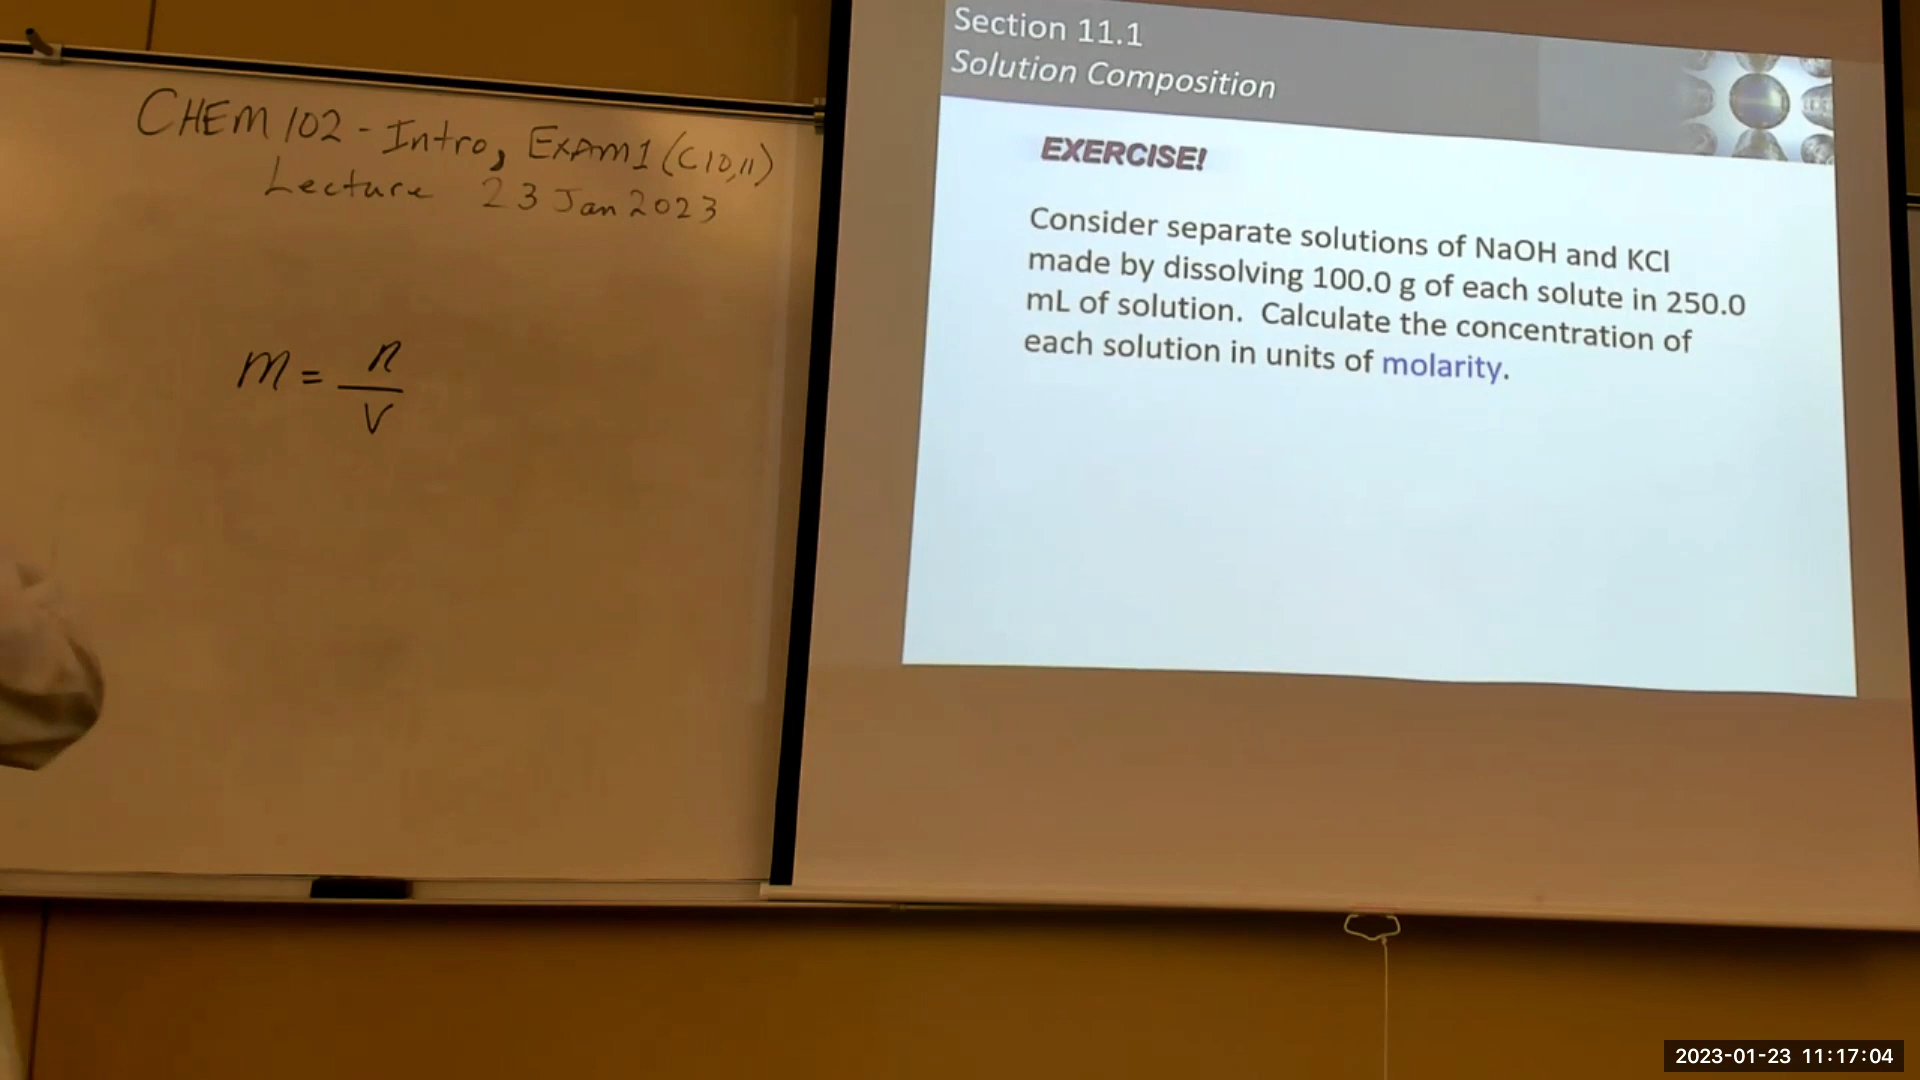 CHEM 102 - Intro, EXAM 1 (C10,11)
Lecture 23 Jan 2023
M = n
V
Section 11.1
Solution Composition
EXERCISE!
Consider separate solutions of NaOH and KCl
made by dissolving 100.0 g of each solute in 250.0
mL of solution. Calculate the concentration of
each solution in units of molarity.
2023-01-23 11:17:04